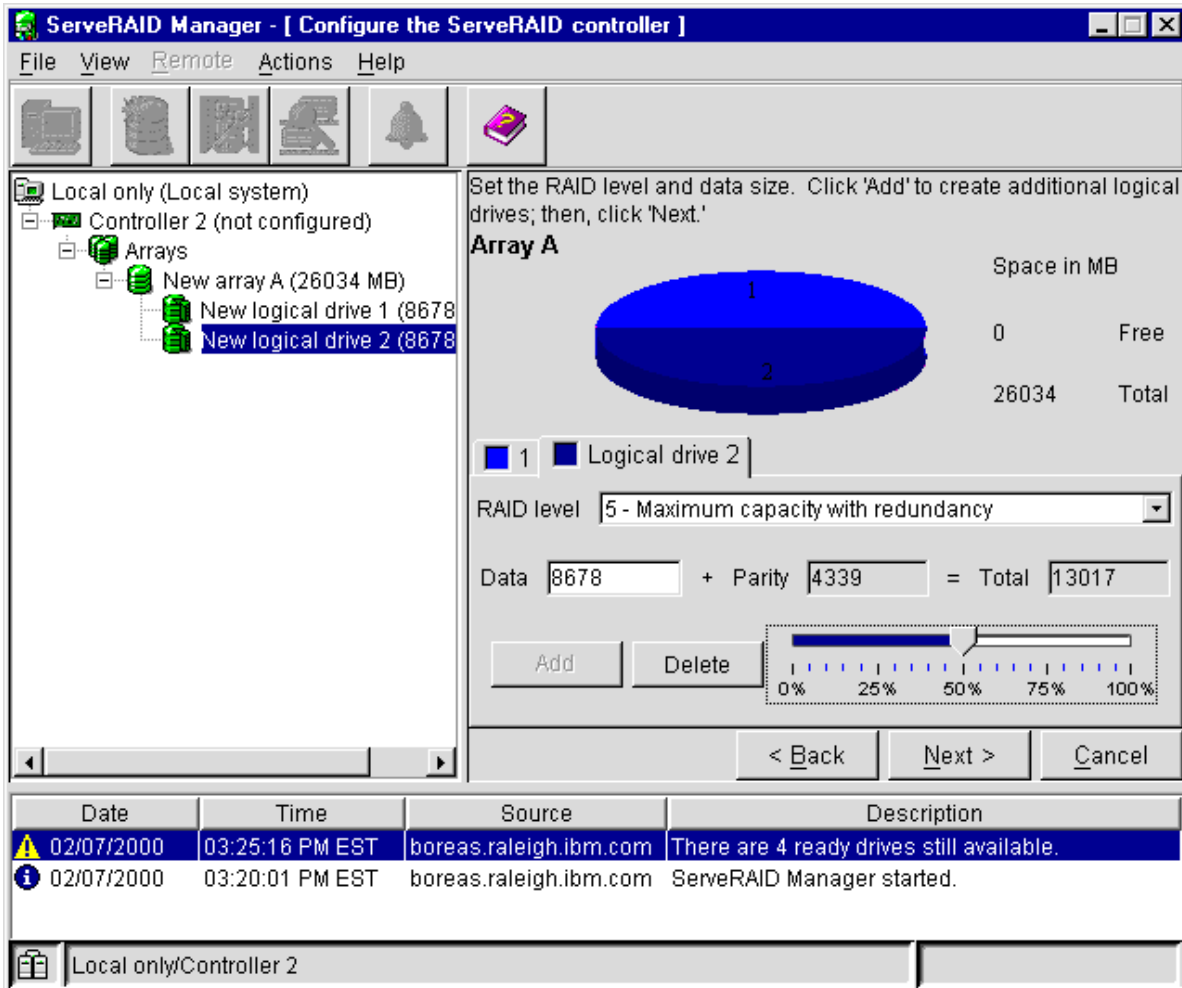 ServeRAID Manager - [ Configure the ServeRAID controller ]
File View Remote Actions Help
Local only (Local system)
Controller 2 (not configured)
Arrays
New array A (26034 MB)
New logical drive 1 (8678
New logical drive 2 (8678
Set the RAID level and data size. Click 'Add' to create additional logical
drives; then, click 'Next.'
Array A
Space in MB
1
0 Free
2
26034 Total
1 Logical drive 2
RAID level 5 - Maximum capacity with redundancy
Data 8678 + Parity 4339 = Total 13017
Add Delete
0% 25% 50% 75% 100%
< Back Next > Cancel
Date Time Source Description
02/07/2000 03:25:16 PM EST boreas.raleigh.ibm.com There are 4 ready drives still available.
02/07/2000 03:20:01 PM EST boreas.raleigh.ibm.com ServeRAID Manager started.
Local only/Controller 2